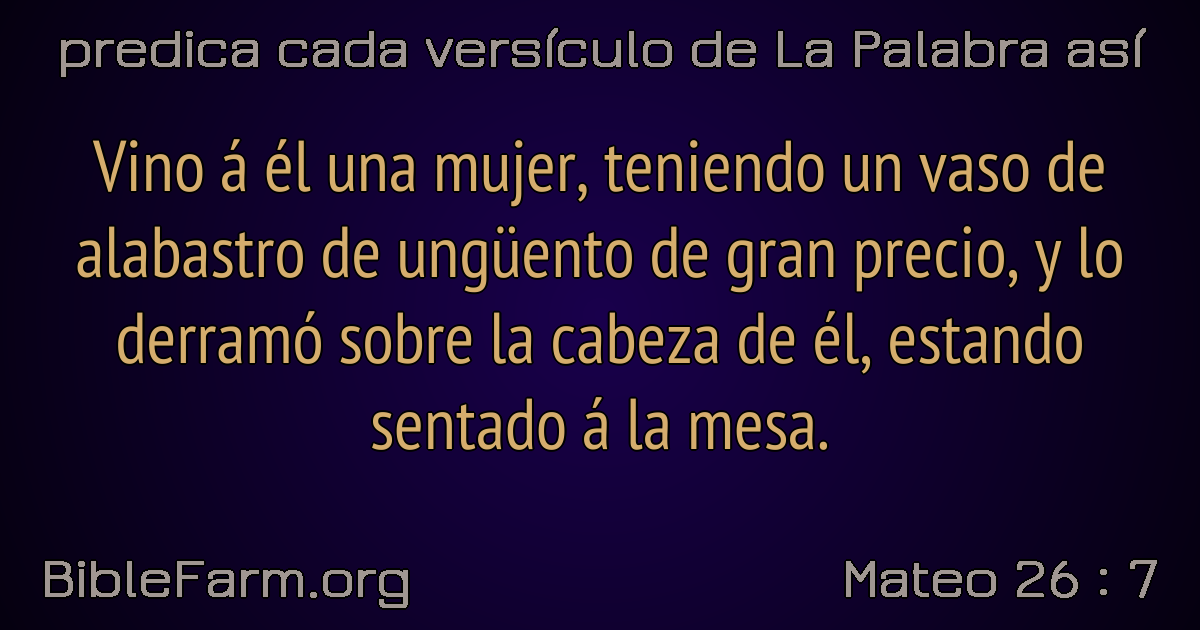 predica cada versículo de La Palabra así
Vino á él una mujer, teniendo un vaso de
alabastro de ungüento de gran precio, y lo
derramó sobre la cabeza de él, estando
sentado á la mesa.
BibleFarm.org
Mateo 26 : 7